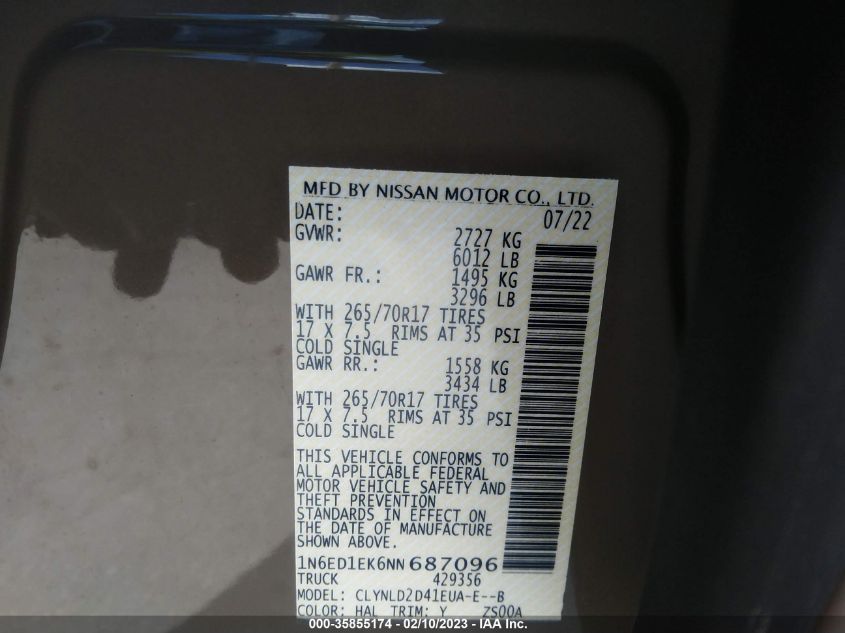 MFD BY NISSAN MOTOR CO., LTD.
DATE: 07/22
GVWR: 2727 KG
6012 LB
GAWR FR.: 1495 KG
3296 LB
WITH 265/70R17 TIRES
17 X 7.5 RIMS AT 35 PSI
COLD SINGLE
GAWR RR.: 1558 KG
3434 LB
WITH 265/70R17 TIRES
17 X 7.5 RIMS AT 35 PSI
COLD SINGLE
THIS VEHICLE CONFORMS TO
ALL APPLICABLE FEDERAL
MOTOR VEHICLE SAFETY AND
THEFT PREVENTION
STANDARDS IN EFFECT ON
THE DATE OF MANUFACTURE
SHOWN ABOVE.
1N6ED1EK6NN687096
TRUCK 429356
MODEL: CLYNLD2D41EUA-E--B
COLOR: HAL TRIM: Y ZS00A
000-35855174 - 02/10/2023 - IAA Inc.